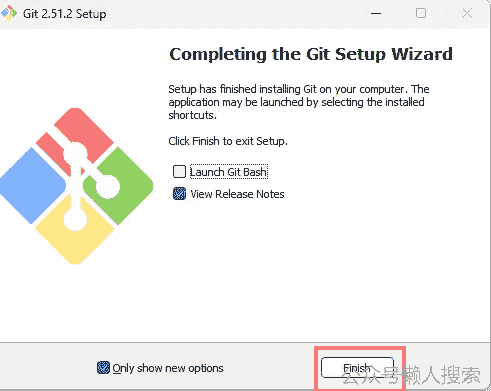 Git 2.51.2 Setup
Completing the Git Setup Wizard
Setup has finished installing Git on your computer. The
application may be launched by selecting the installed
shortcuts.
Click Finish to exit Setup.
Launch Git Bash
View Release Notes
Only show new options
Finish
公众号懒人搜索